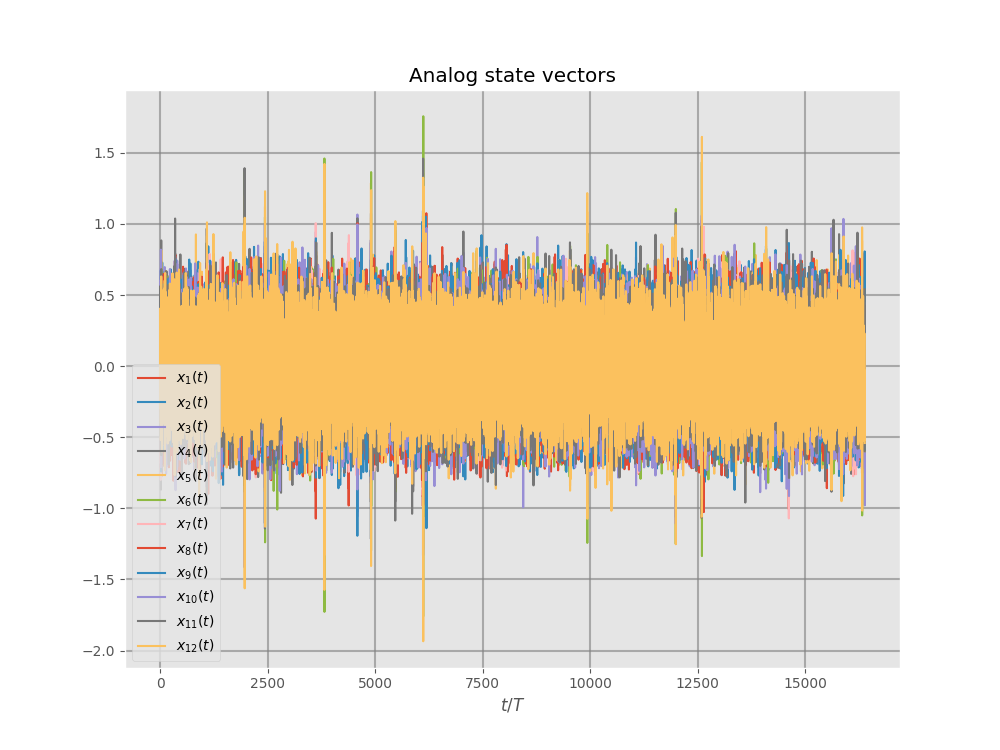 Analog state vectors
1.5
1.0
0.5
0.0
−0.5
−1.0
−1.5
−2.0
x₁(t)
x₂(t)
x₃(t)
x₄(t)
x₅(t)
x₆(t)
x₇(t)
x₈(t)
x₉(t)
x₁₀(t)
x₁₁(t)
x₁₂(t)
0 2500 5000 7500 10000 12500 15000
t/T